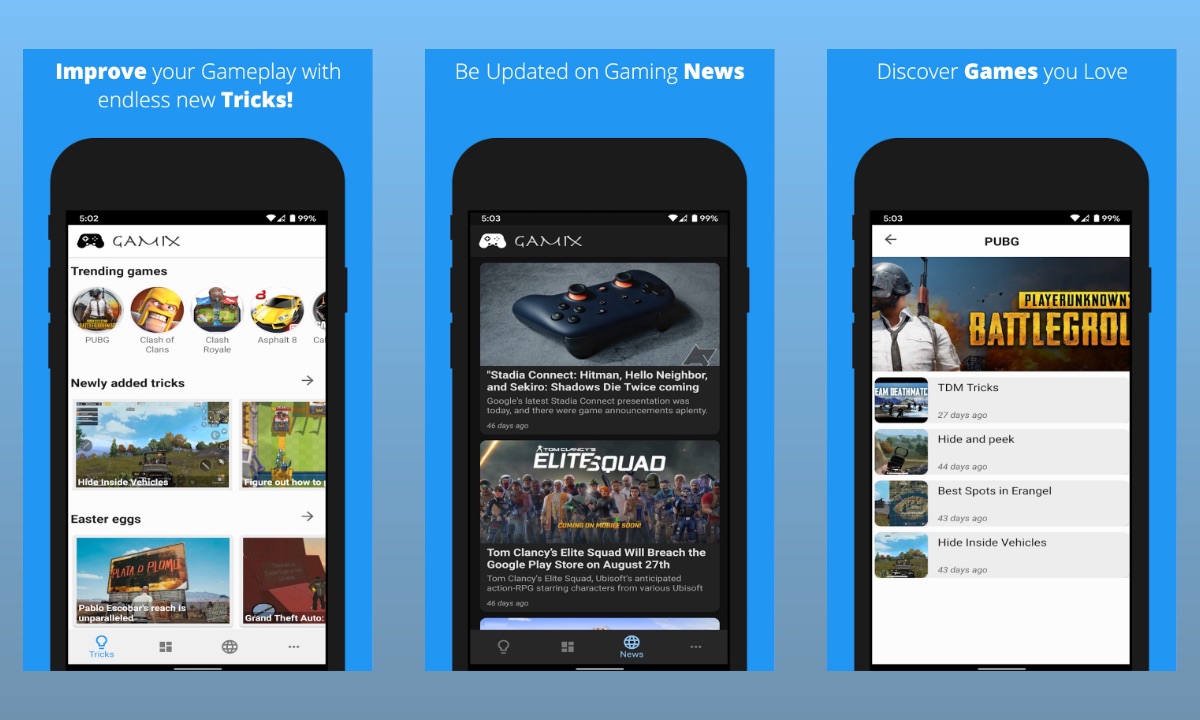 Improve your Gameplay with
endless new Tricks!
5:02
99%
GAMIX
Trending games
PUBG
Clash of
Clans
Clash
Royale
Asphalt 8
Newly added tricks
Hide Inside Vehicles
Figure out how to
Easter eggs
PLATA O PLOMO
Pablo Escobar's reach is
unparalleled
Grand Theft Auto:
Tricks
Be Updated on Gaming News
5:03
99%
GAMIX
"Stadia Connect: Hitman, Hello Neighbor,
and Sekiro: Shadows Die Twice coming
Google's latest Stadia Connect presentation was
today, and there were game announcements aplenty.
46 days ago
TOM CLANCY'S
ELITE SQUAD
COMING ON MOBILE SOON!
Tom Clancy's Elite Squad Will Breach the
Google Play Store on August 27th
Tom Clancy's Elite Squad, Ubisoft's anticipated
action-RPG starring characters from various Ubisoft
46 days ago
News
Discover Games you Love
5:03
99%
PUBG
PLAYERUNKNOWN'
BATTLEGROU
TEAM DEATHMATC
TDM Tricks
27 days ago
Hide and peek
44 days ago
Best Spots in Erangel
43 days ago
Hide Inside Vehicles
43 days ago